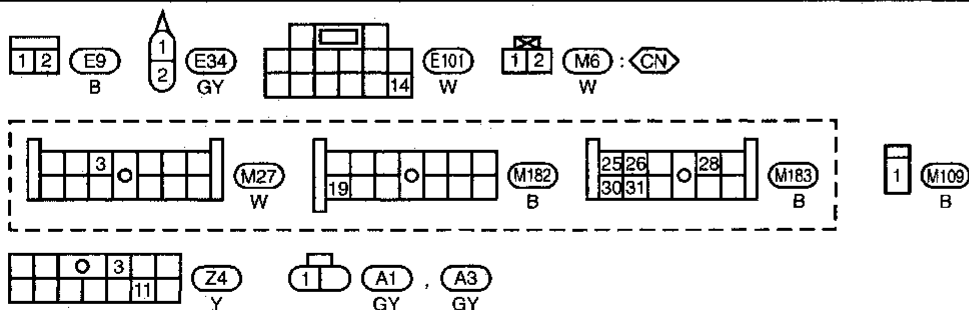 1 2 E9 B
1 2 E34 GY
14 E101 W
1 2 M6 : CN W
3 M27 W
19 M182 B
25 26 28 30 31 M183 B
1 M109 B
3 11 Z4 Y
1 A1 , A3 GY GY